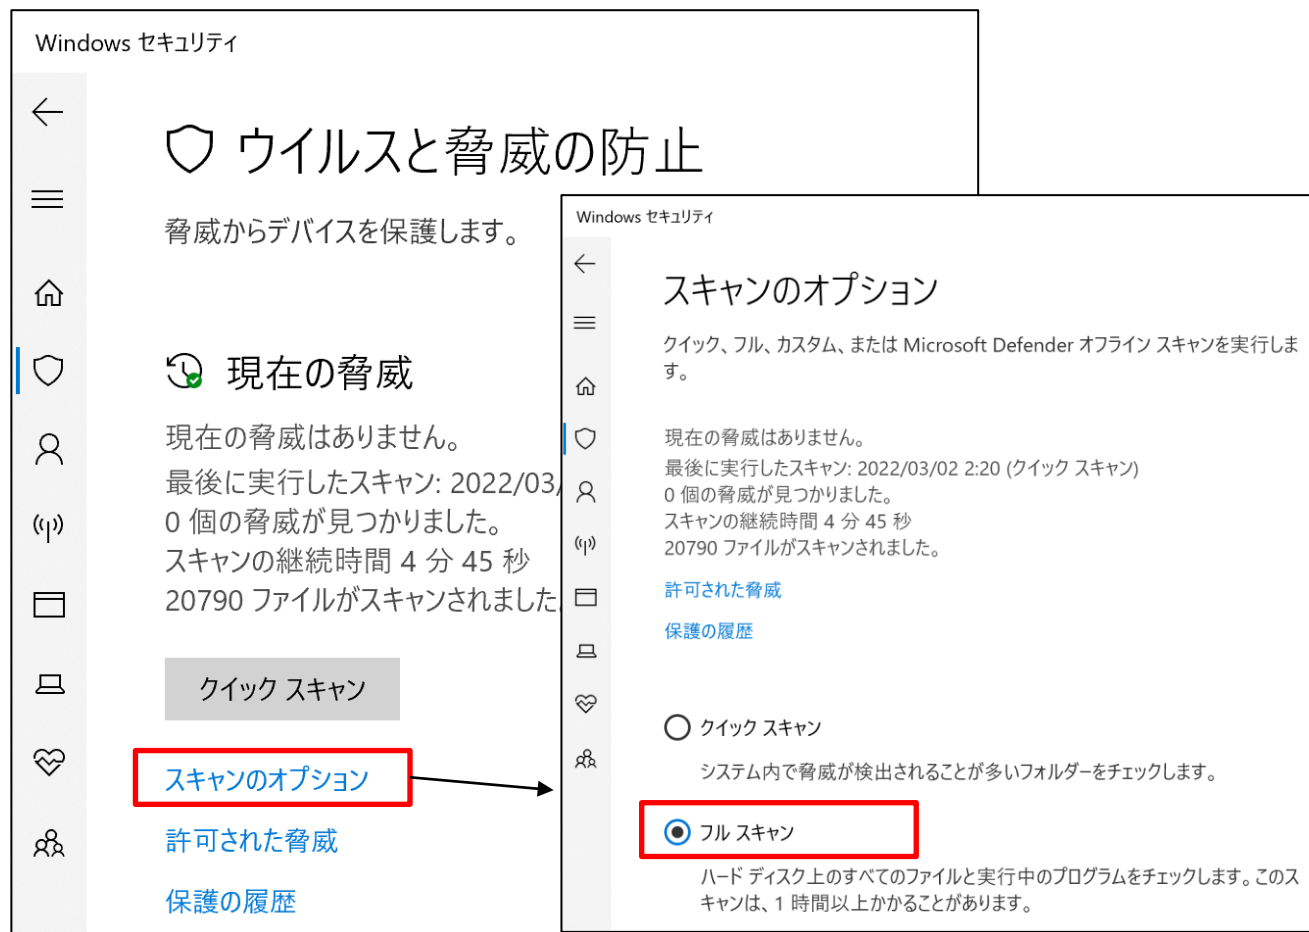 Windows セキュリティ
ウイルスと脅威の防止
脅威からデバイスを保護します。
現在の脅威
現在の脅威はありません。
最後に実行したスキャン: 2022/03/
0 個の脅威が見つかりました。
スキャンの継続時間 4 分 45 秒
20790 ファイルがスキャンされました
クイック スキャン
スキャンのオプション
許可された脅威
保護の履歴
Windows セキュリティ
スキャンのオプション
クイック、フル、カスタム、または Microsoft Defender オフライン スキャンを実行しま
す。
現在の脅威はありません。
最後に実行したスキャン: 2022/03/02 2:20 (クイック スキャン)
0 個の脅威が見つかりました。
スキャンの継続時間 4 分 45 秒
20790 ファイルがスキャンされました。
許可された脅威
保護の履歴
クイック スキャン
システム内で脅威が検出されることが多いフォルダーをチェックします。
フル スキャン
ハード ディスク上のすべてのファイルと実行中のプログラムをチェックします。このス
キャンは、1 時間以上かかることがあります。